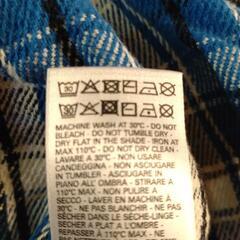 MACHINE WASH AT 30°C - DO NOT
BLEACH - DO NOT TUMBLE DRY -
DRY FLAT IN THE SHADE - IRON AT
MAX 110°C - DO NOT DRY CLEAN
LAVARE A 30°C - NON USARE
CANDEGGINA - NON ASCIUGARE
IN TUMBLER - ASCIUGARE IN
PIANO ALL'OMBRA - STIRARE A
110°C MAX - NON PULIRE A
SECCO - LAVER EN MACHINE À
30°C - NE PAS BLANCHIR - NE PAS
SÉCHER DANS LE SÈCHE-LINGE -
SÉCHER À PLAT À L'OMBRE -
REPASSER À 110°C MAX -